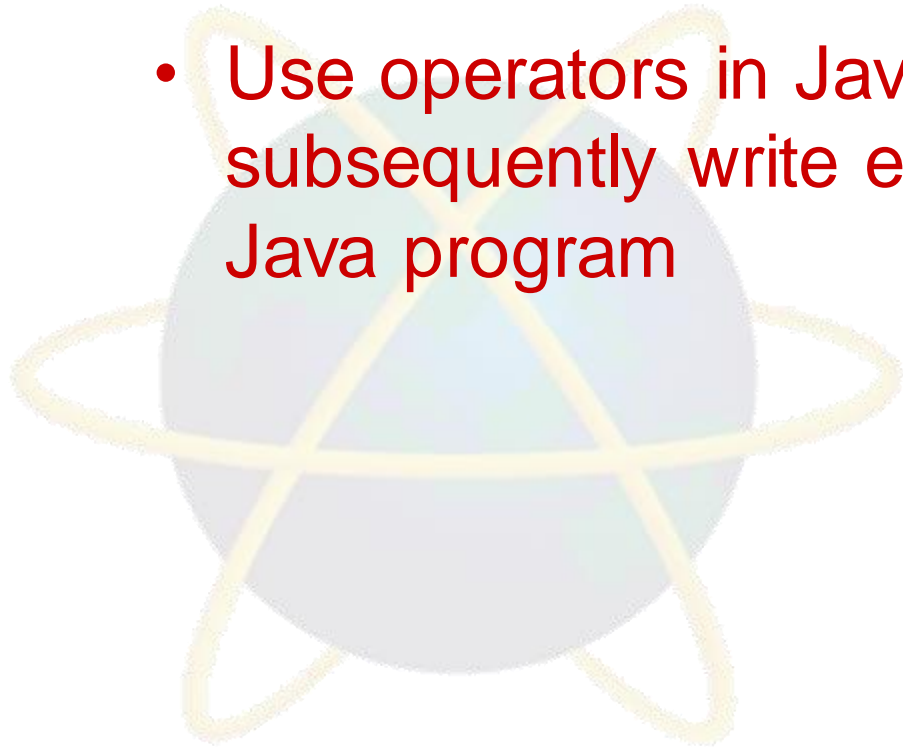 • Use operators in Jav
subsequently write e
Java program